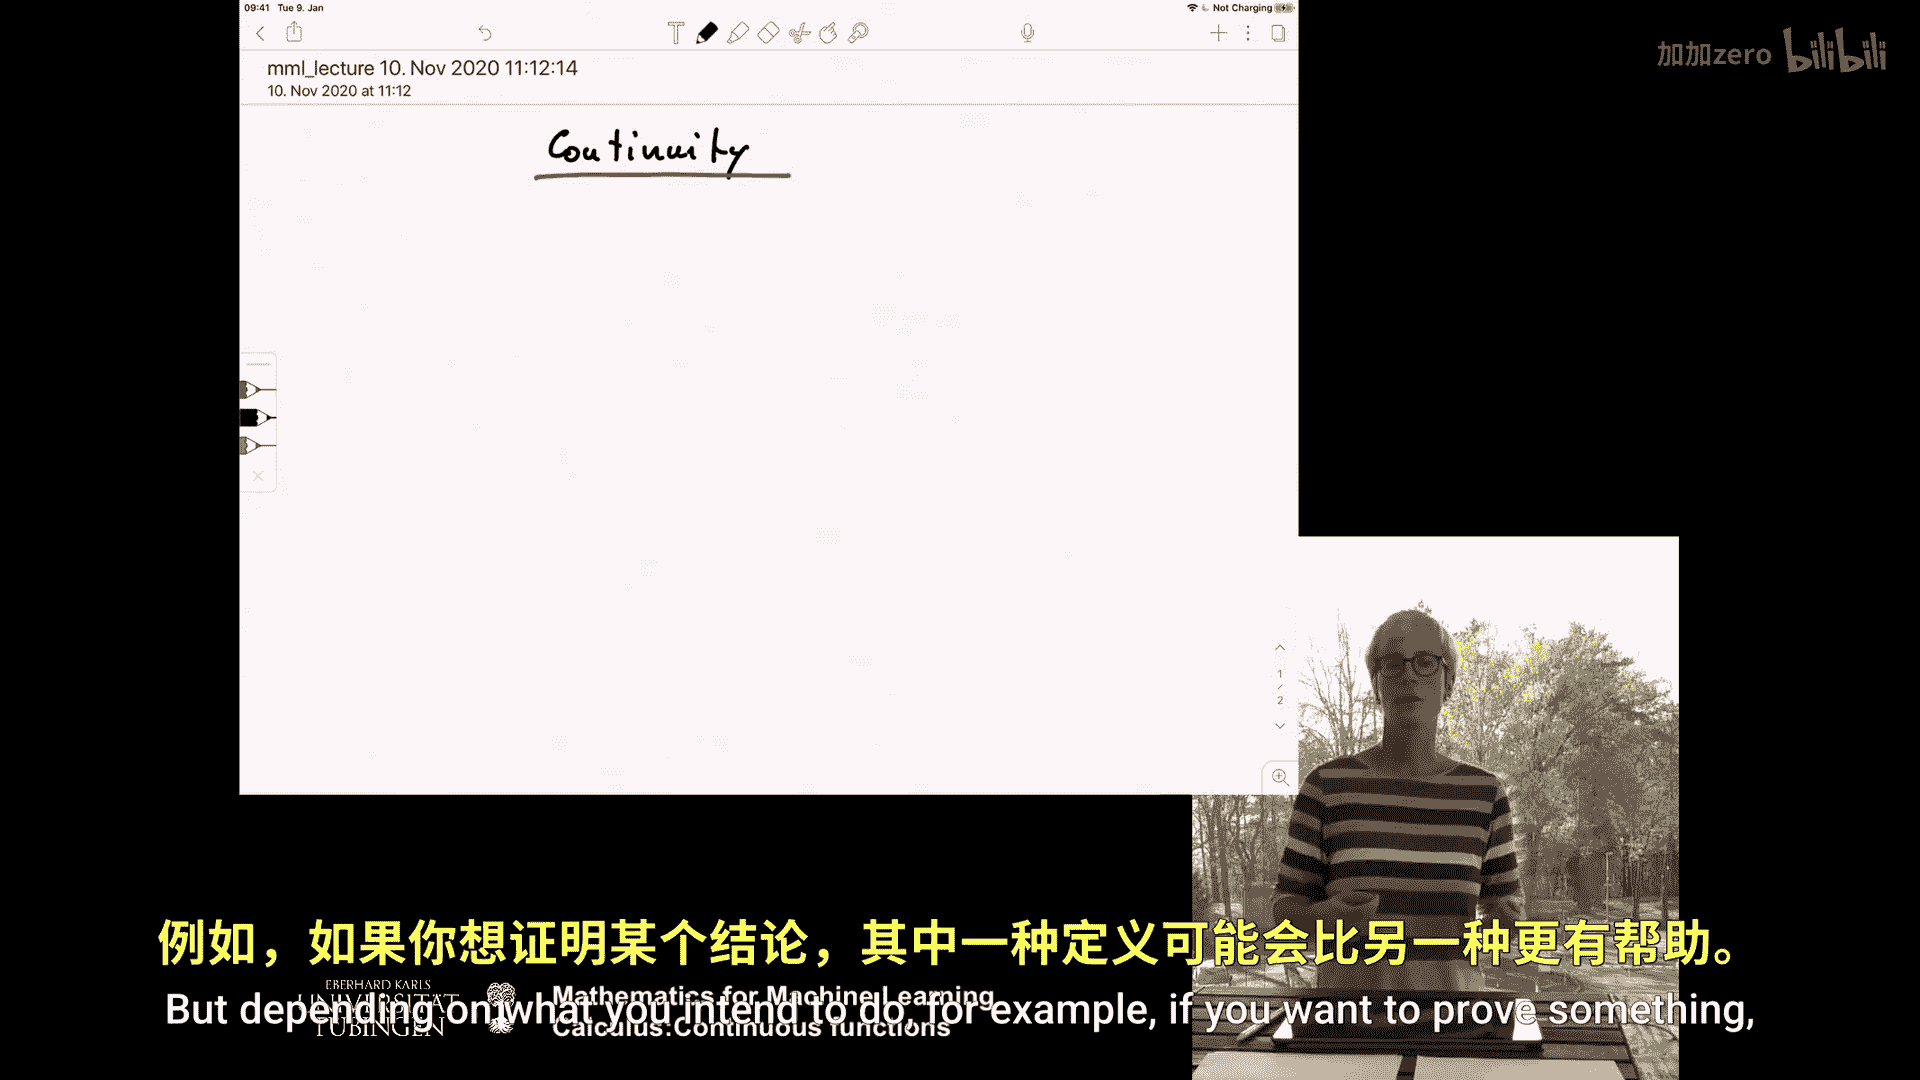 09:41 Tue 9. Jan
Not Charging
加加zero bilibili
T
mml_lecture 10. Nov 2020 11:12:14
10. Nov 2020 at 11:12
Continuity
1
/
2
例如，如果你想证明某个结论，其中一种定义可能会比另一种更有帮助。
But depending on what you intend to do, for example, if you want to prove something,
EBERHARD KARLS
UNIVERSITÄT
TÜBINGEN
Mathematics for Machine Learning
Calculus:Continuous functions